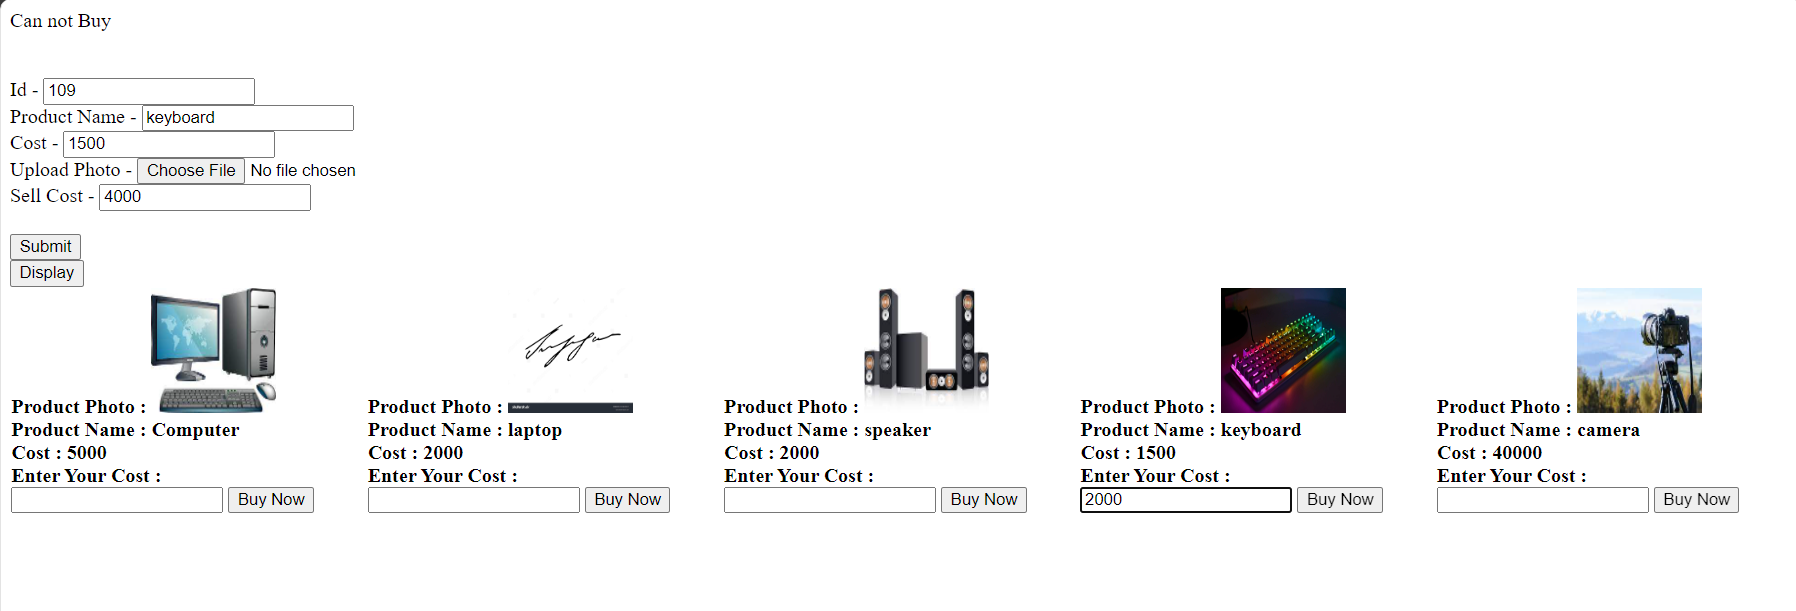 Can not Buy
Id - 109
Product Name - keyboard
Cost - 1500
Upload Photo - Choose File No file chosen
Sell Cost - 4000
Submit
Display
Product Photo :
Product Name : Computer
Cost : 5000
Enter Your Cost :
Buy Now
Product Photo :
Product Name : laptop
Cost : 2000
Enter Your Cost :
Buy Now
Product Photo :
Product Name : speaker
Cost : 2000
Enter Your Cost :
Buy Now
Product Photo :
Product Name : keyboard
Cost : 1500
Enter Your Cost :
2000 Buy Now
Product Photo :
Product Name : camera
Cost : 40000
Enter Your Cost :
Buy Now